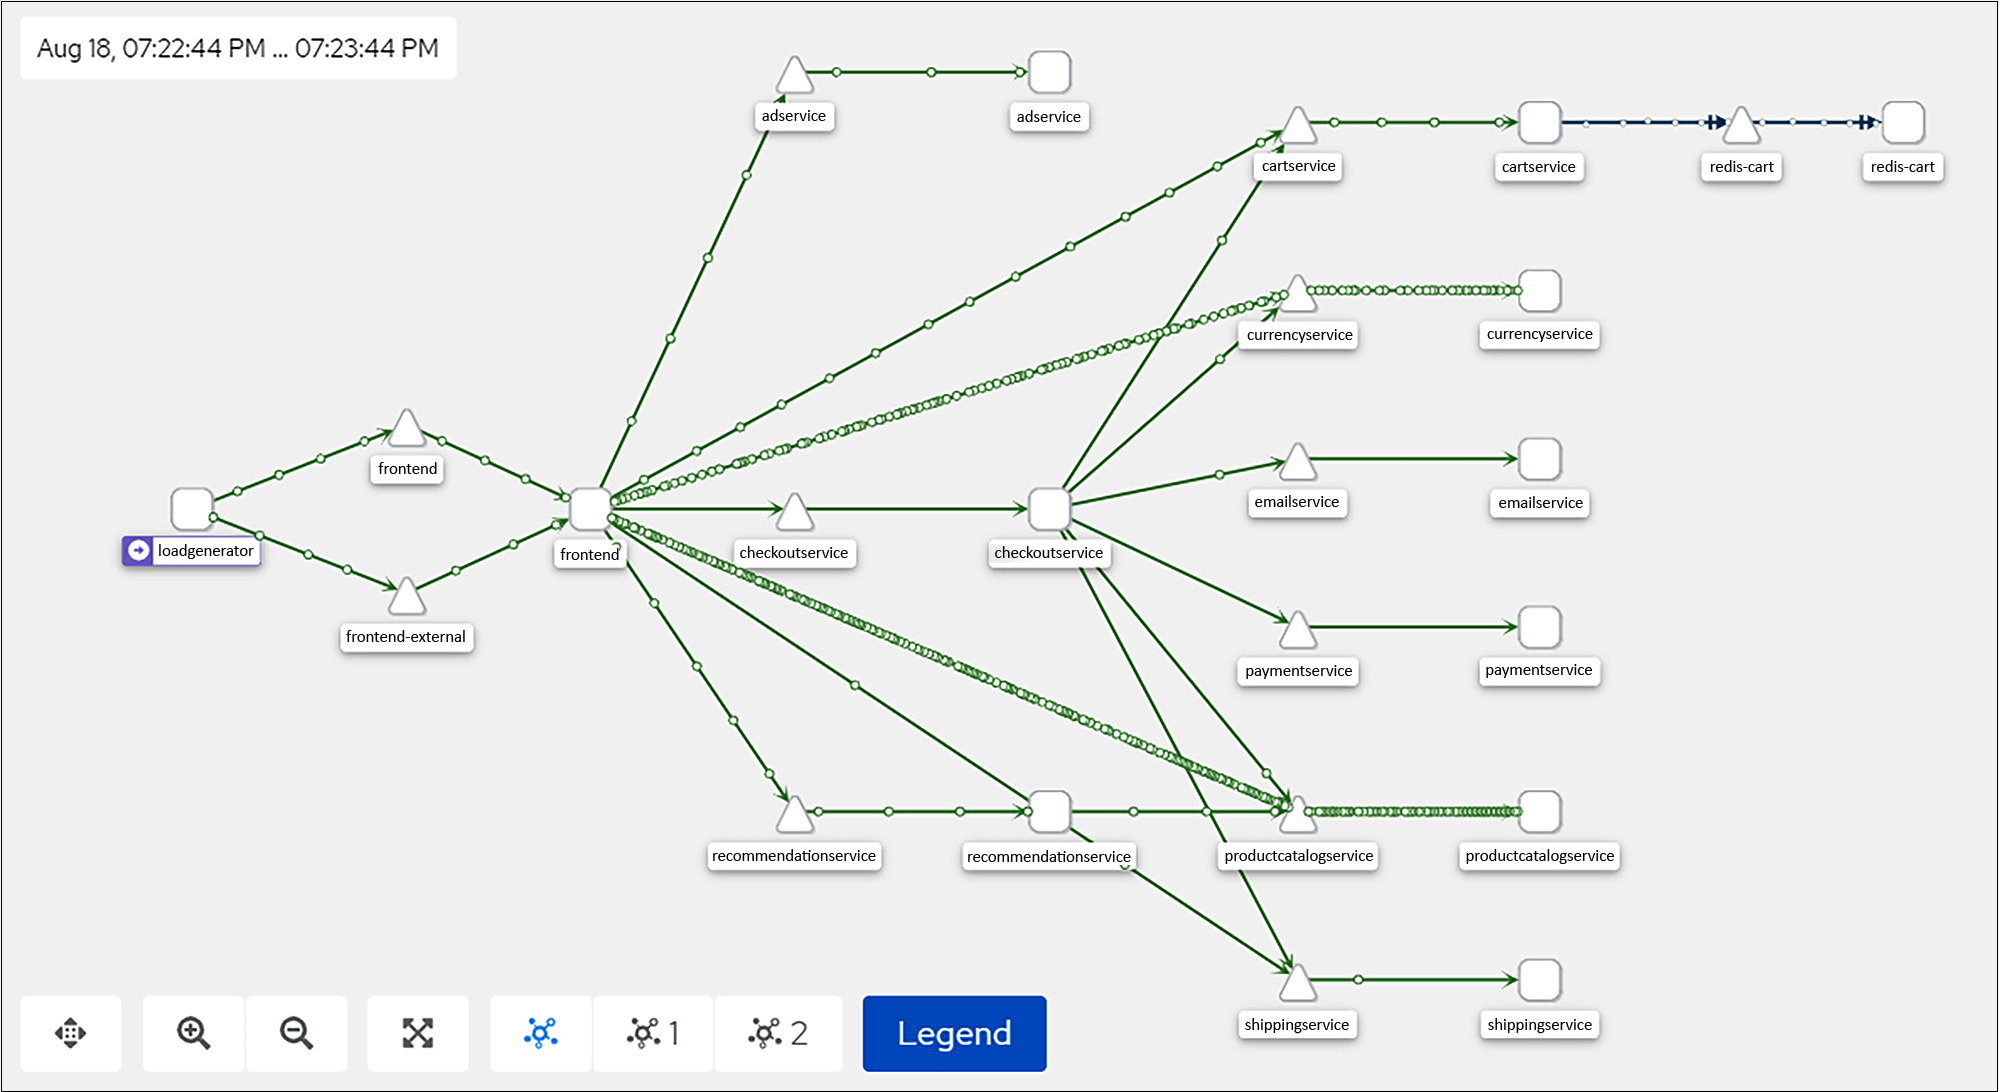 Aug 18, 07:22:44 PM ... 07:23:44 PM
adservice
adservice
cartservice
cartservice
redis-cart
redis-cart
currencyservice
currencyservice
frontend
emailservice
emailservice
loadgenerator
frontend
checkoutservice
checkoutservice
frontend-external
paymentservice
paymentservice
recommendationservice
recommendationservice
productcatalogservice
productcatalogservice
shippingservice
shippingservice
1
2
Legend